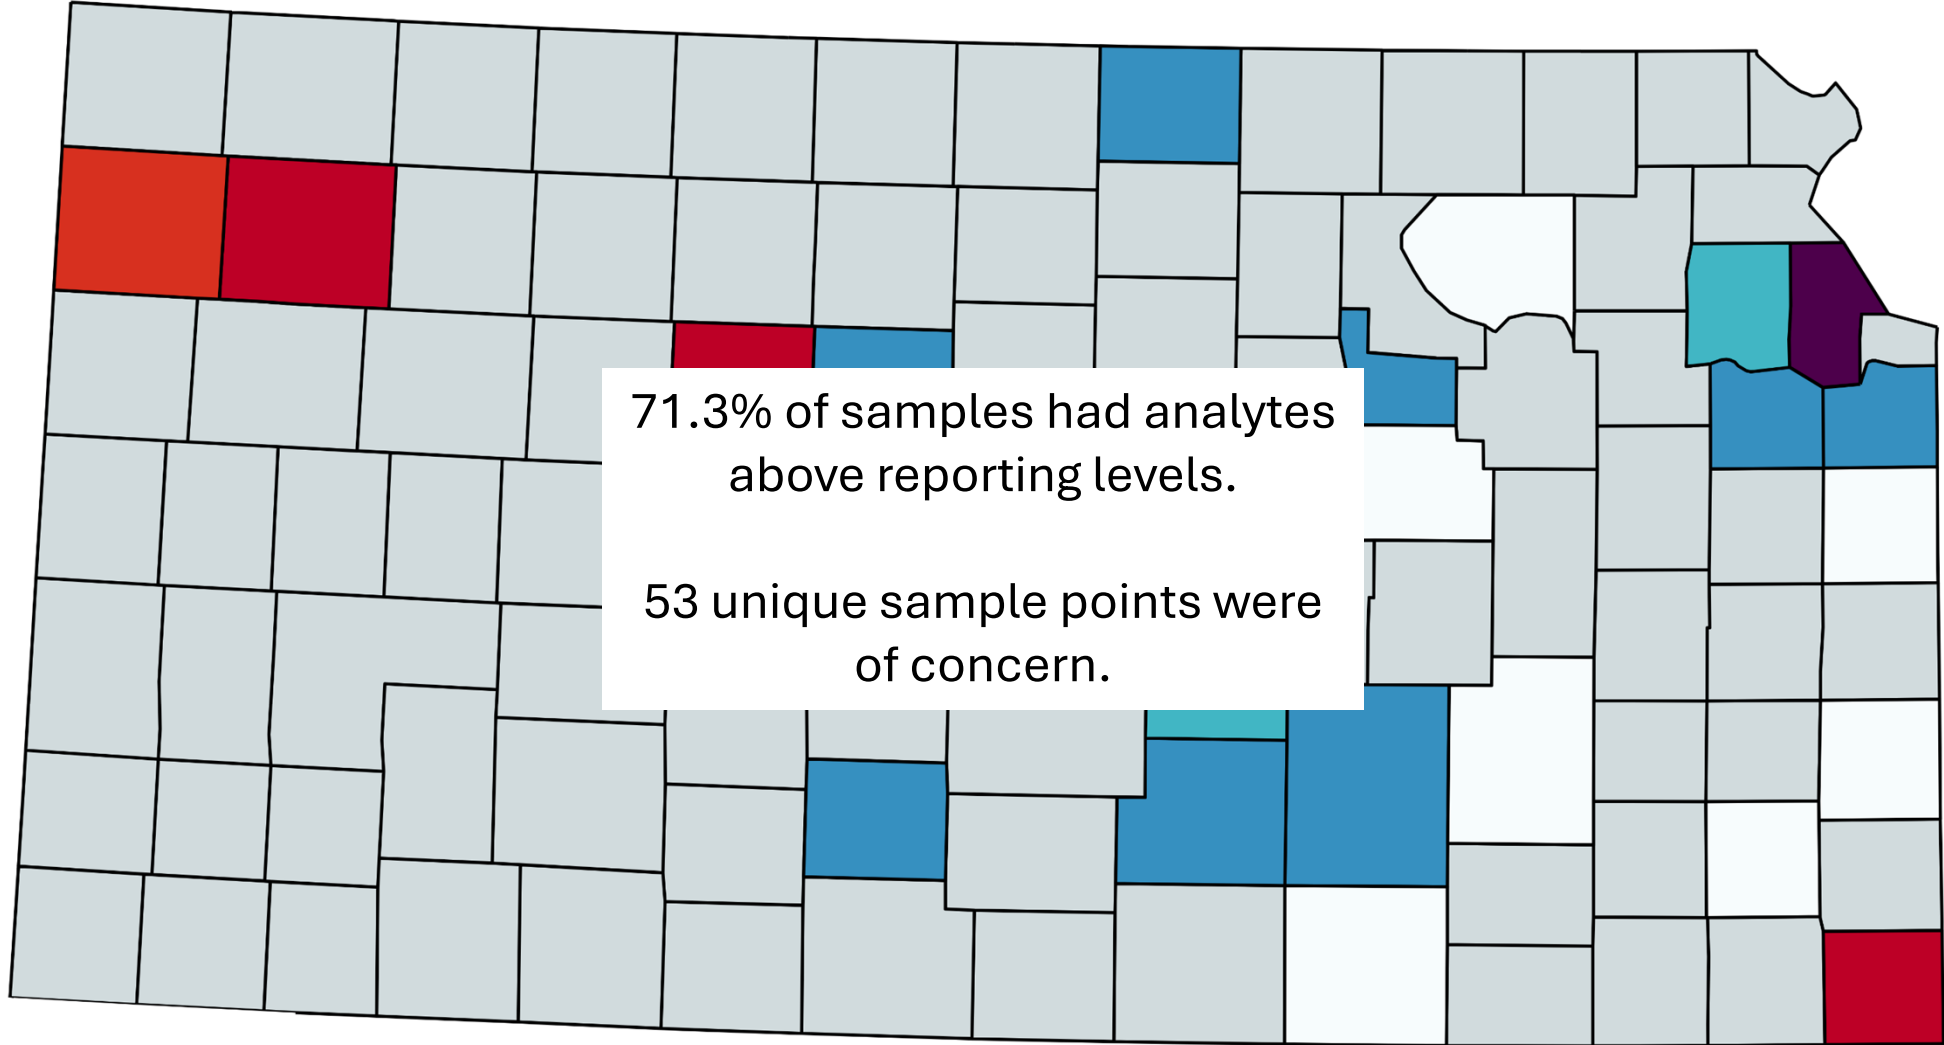 71.3% of samples had analytes
above reporting levels.
53 unique sample points were
of concern.